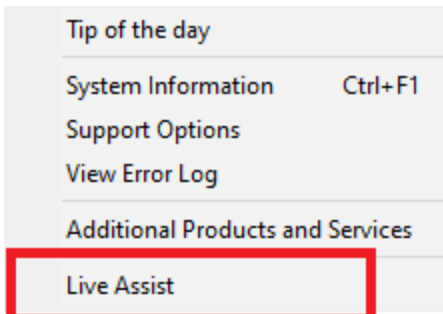 Tip of the day
System Information Ctrl+F1
Support Options
View Error Log
Additional Products and Services
Live Assist